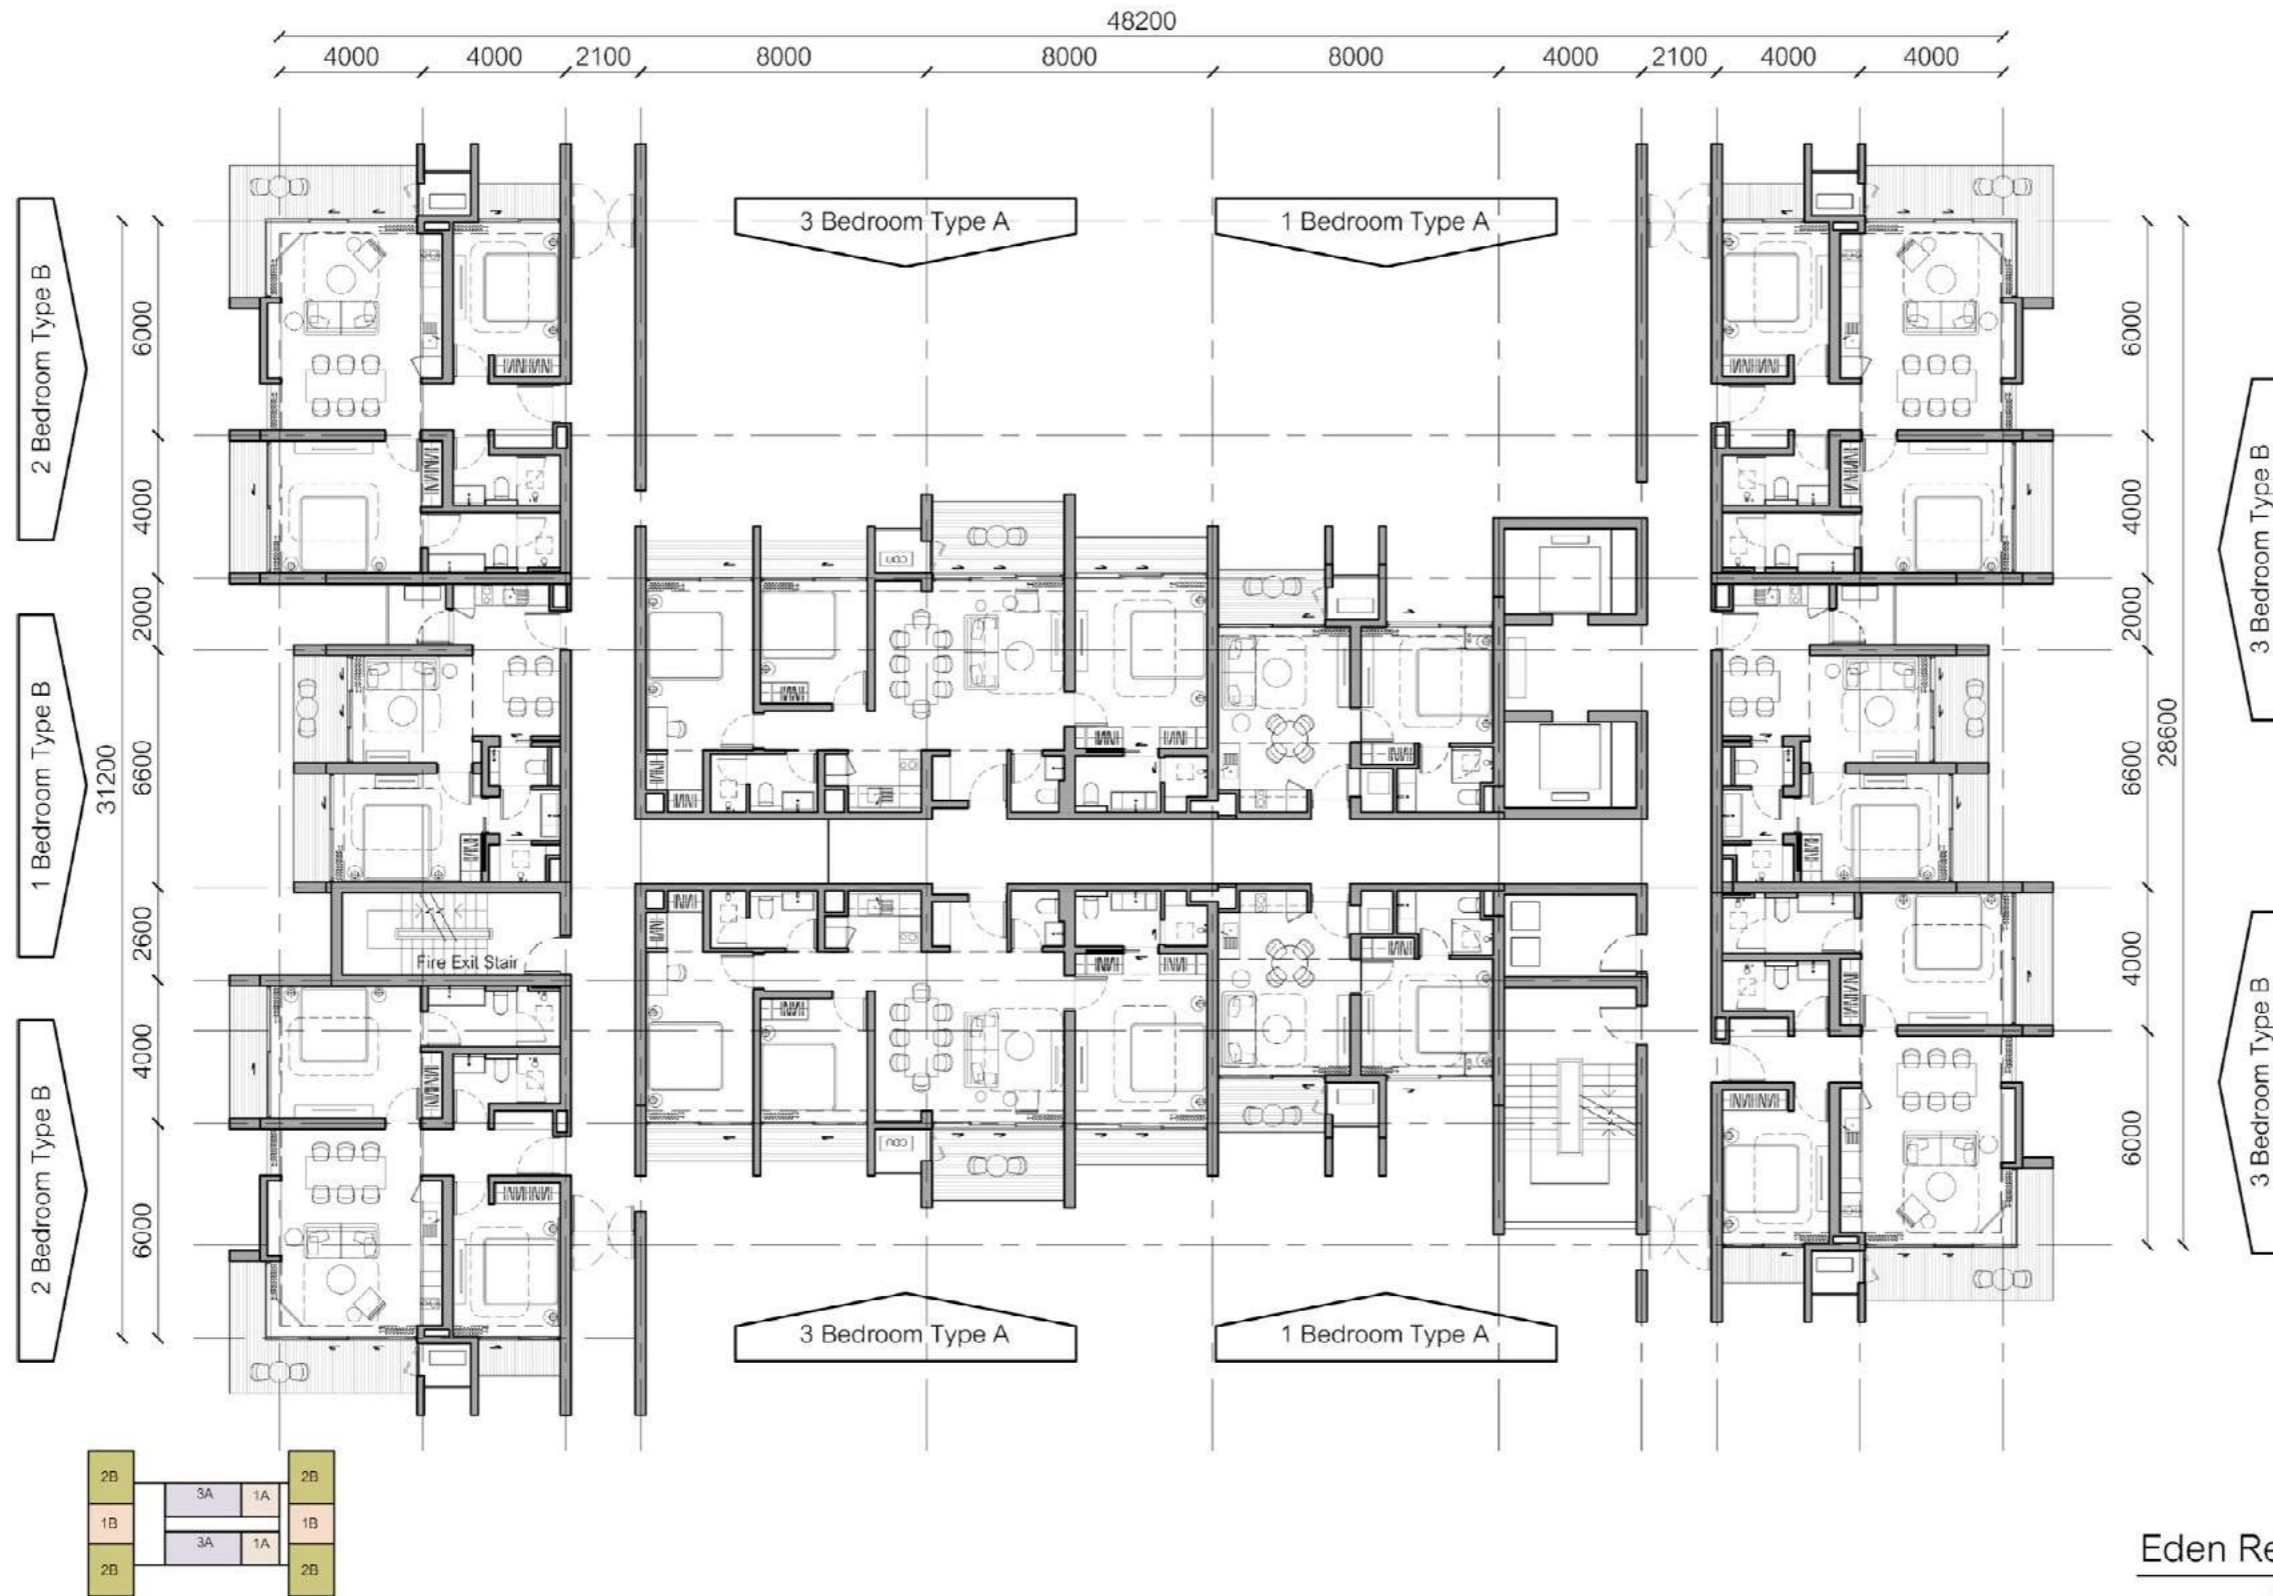 48200
4000 4000 2100 8000 8000 8000 4000 2100 4000 4000
3 Bedroom Type A
1 Bedroom Type A
2 Bedroom Type B
1 Bedroom Type B
2 Bedroom Type B
31200
6000
4000
2000
6600
2600
4000
6000
CDU
Fire Exit Stair
CDU
6000
4000
2000
6600
4000
6000
28600
3 Bedroom Type B
3 Bedroom Type B
3 Bedroom Type A
1 Bedroom Type A
2B 2B
3A 1A
1B 1B
3A 1A
2B 2B
Eden Re